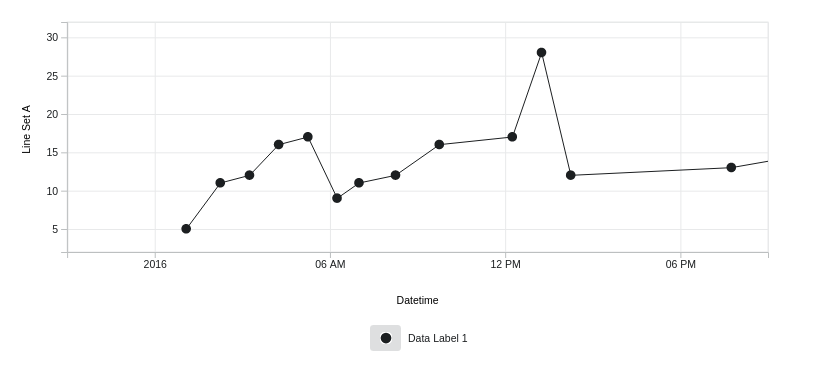 30
25
20
15
10
5
Line Set A
2016
06 AM
12 PM
06 PM
Datetime
Data Label 1